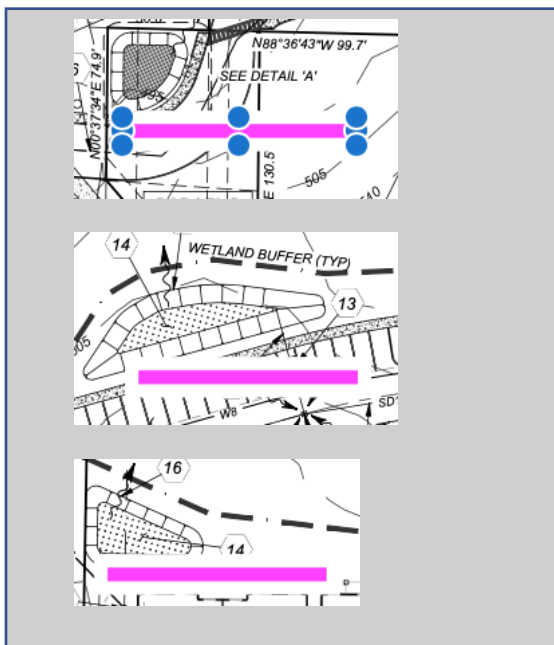 N88°36'43"W 99.7'
SEE DETAIL 'A'
N00°37'34"E 74.9'
E 130.5
505
14
WETLAND BUFFER (TYP)
13
505
W8
SD
16
14